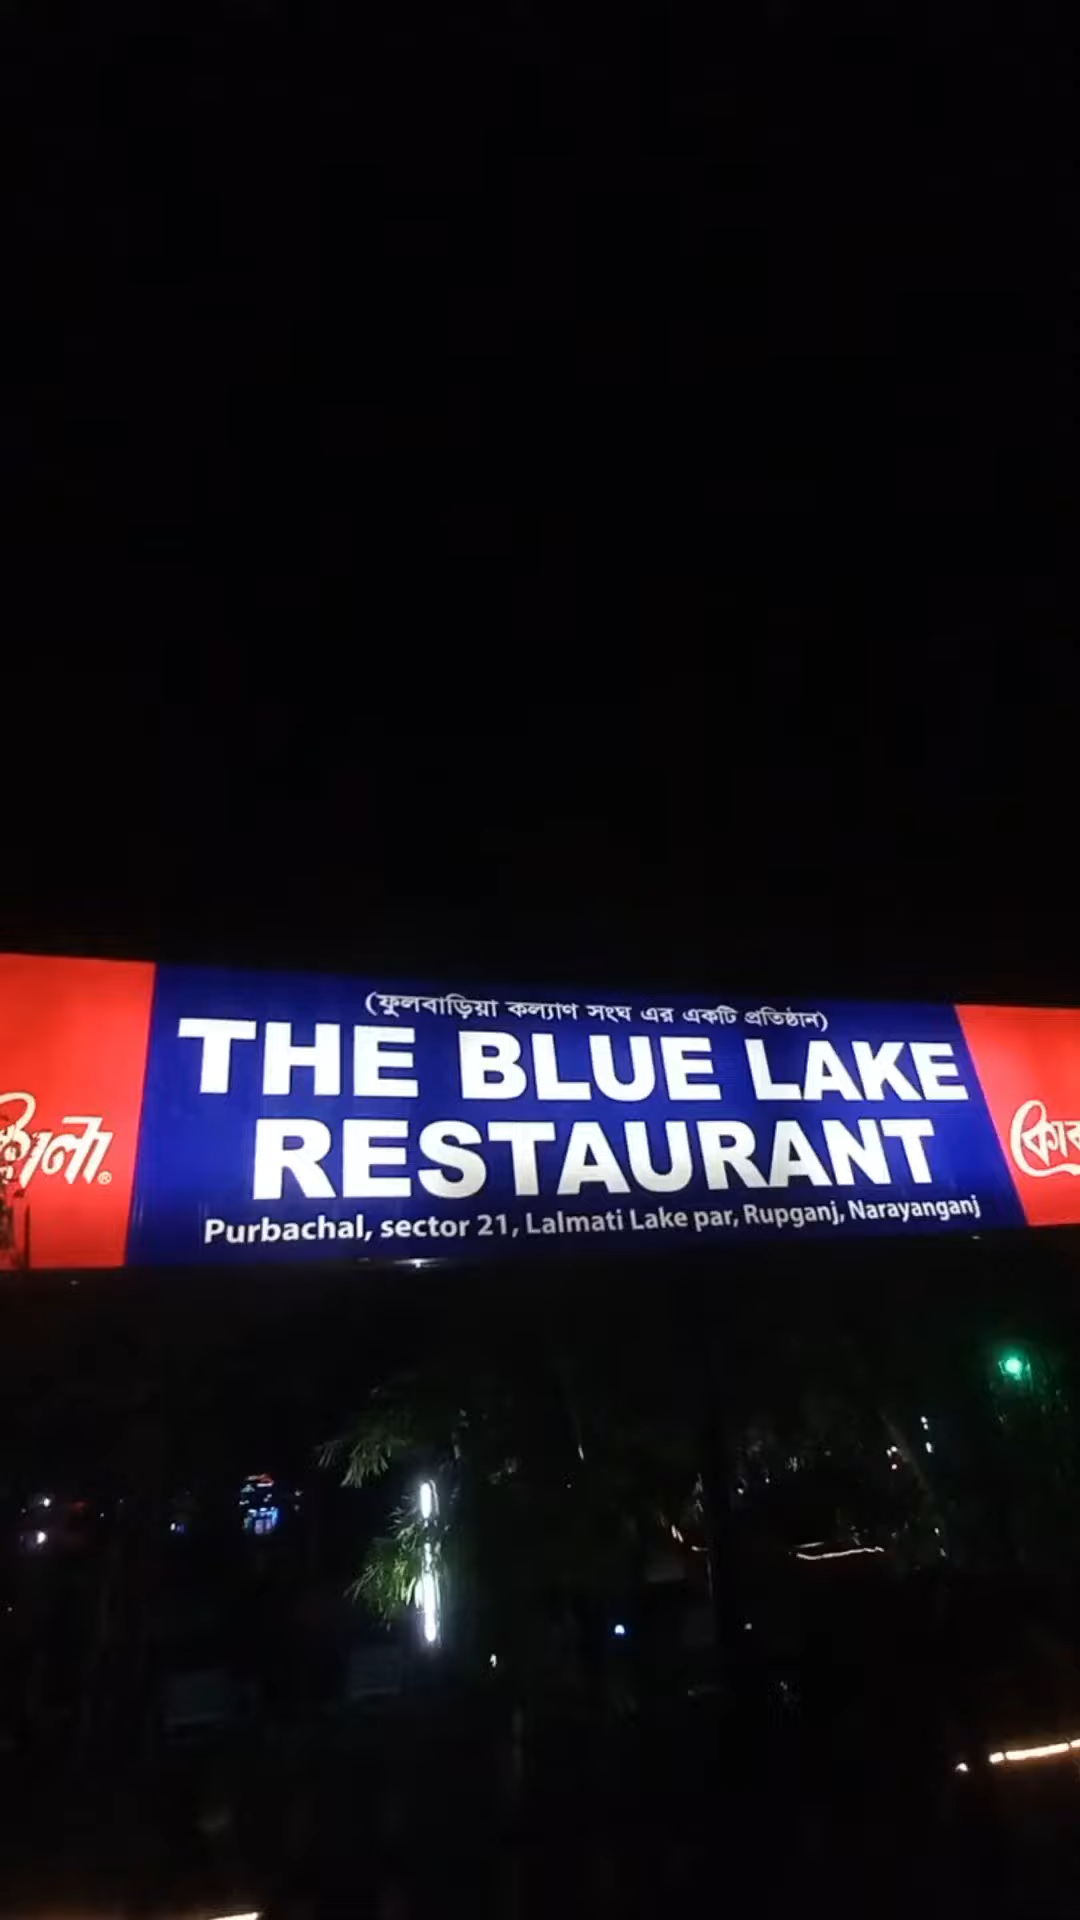 (ফুলবাড়িয়া কল্যাণ সংঘ এর একটি প্রতিষ্ঠান)
THE BLUE LAKE
RESTAURANT
Purbachal, sector 21, Lalmati Lake par, Rupganj, Narayanganj